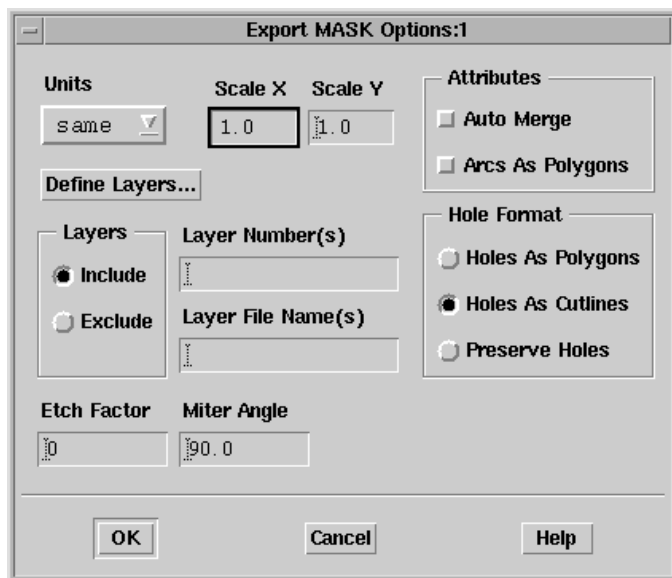 Export MASK Options:1
Units
Scale X
Scale Y
same
1.0
1.0
Define Layers...
Attributes
Auto Merge
Arcs As Polygons
Layers
Include
Exclude
Layer Number(s)
Layer File Name(s)
Hole Format
Holes As Polygons
Holes As Cutlines
Preserve Holes
Etch Factor
Miter Angle
0
90.0
OK
Cancel
Help